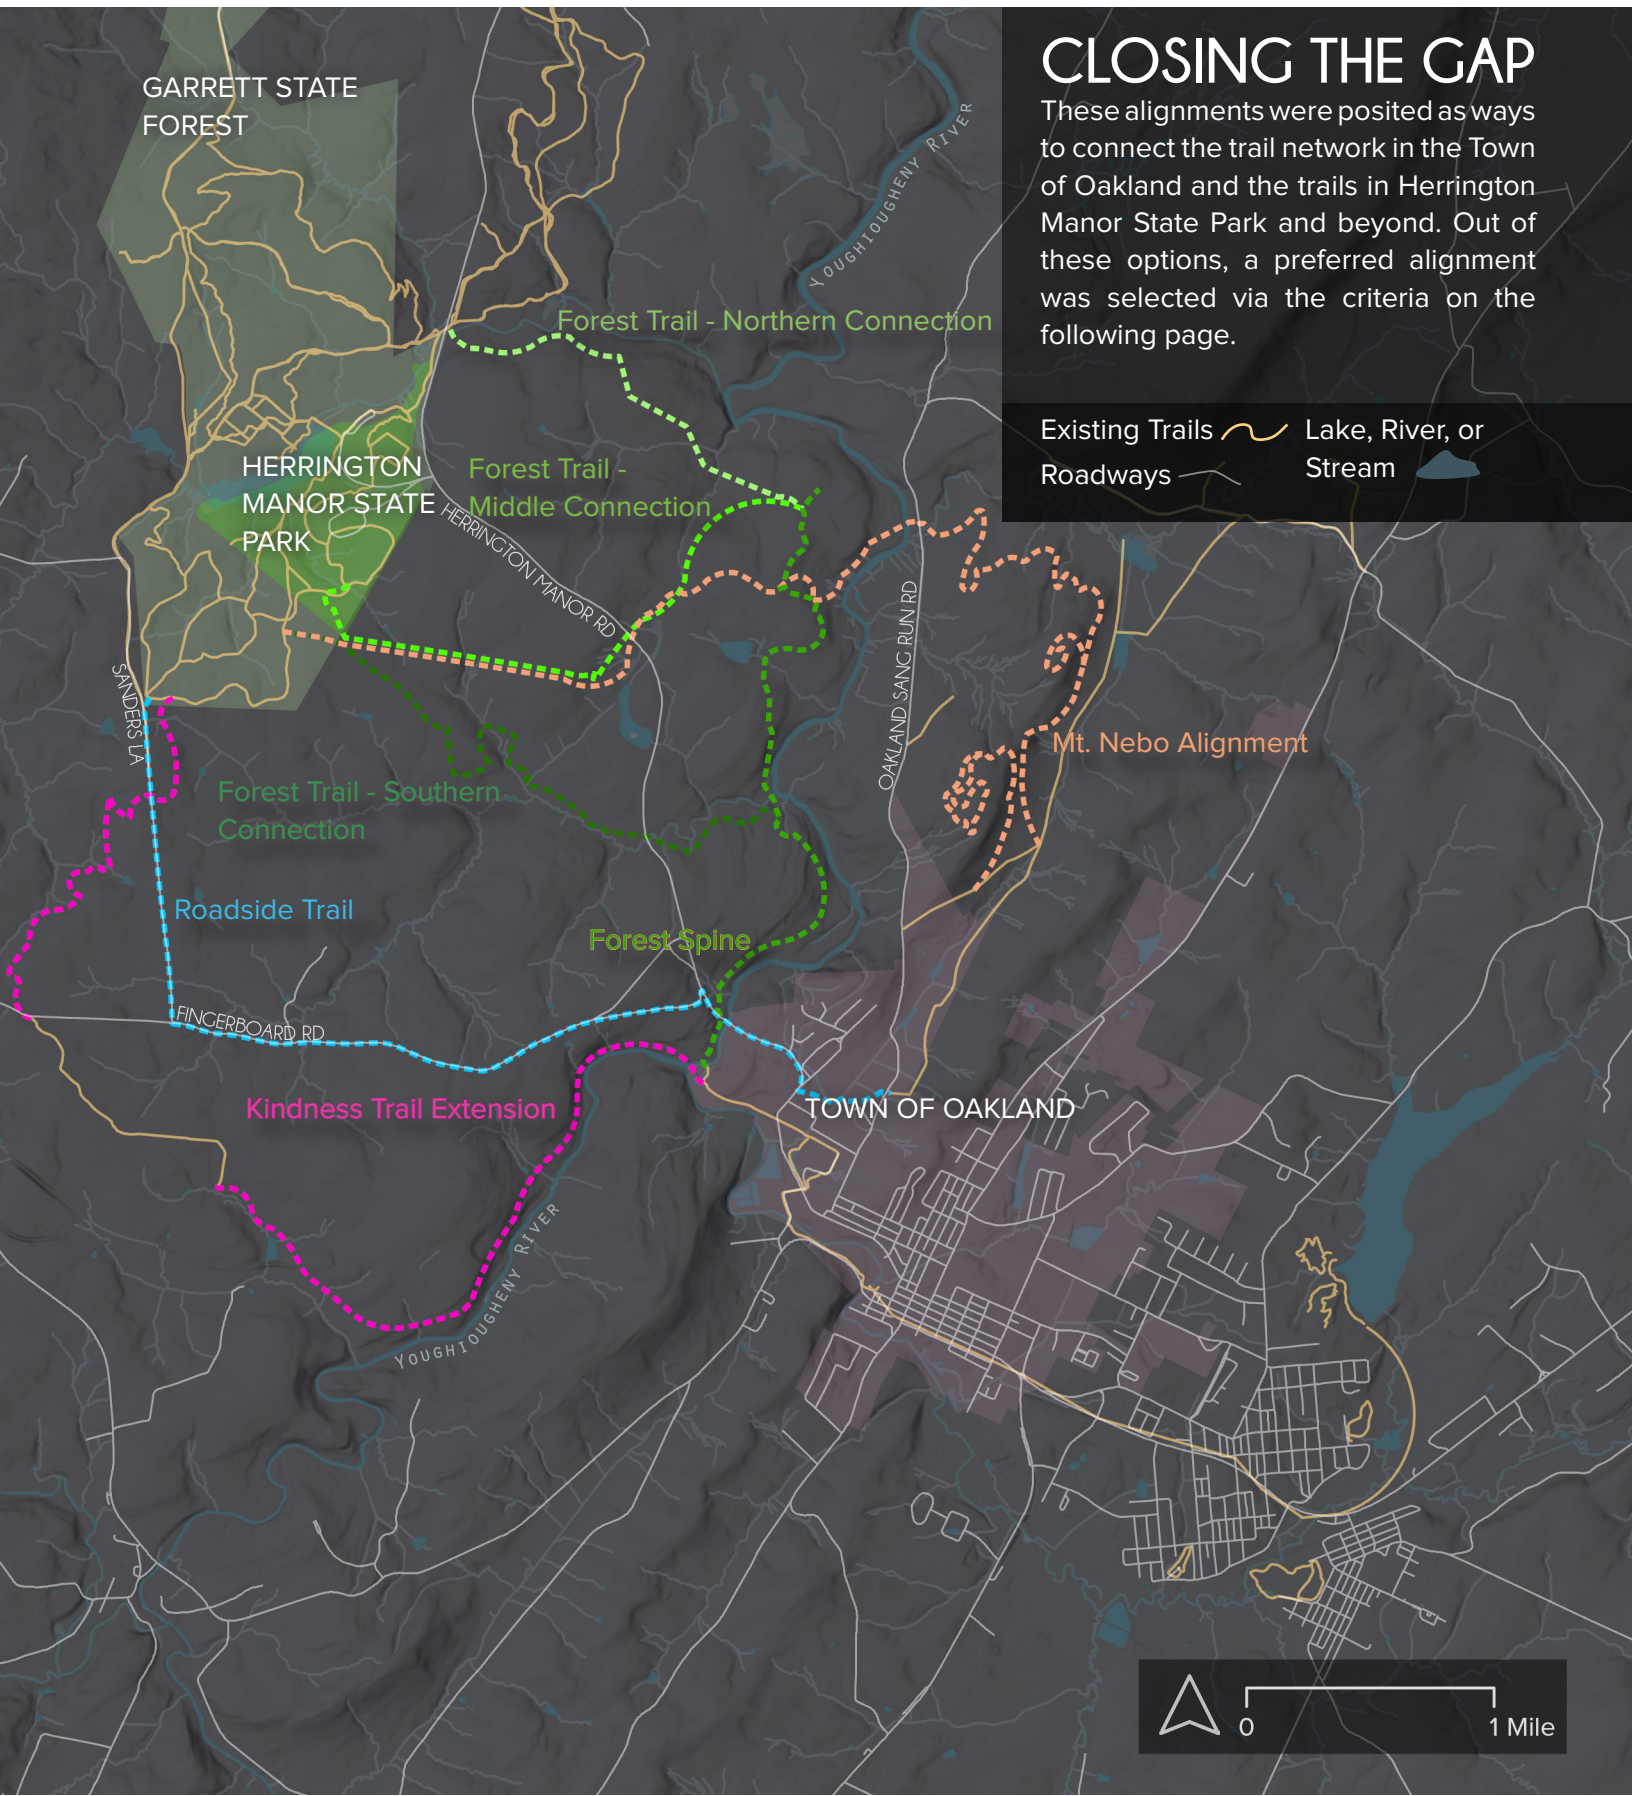 CLOSING THE GAP
These alignments were posited as ways
to connect the trail network in the Town
of Oakland and the trails in Herrington
Manor State Park and beyond. Out of
these options, a preferred alignment
was selected via the criteria on the
following page.
Existing Trails
Roadways
Lake, River, or
Stream
GARRETT STATE
FOREST
YOUGHIOUGHENY RIVER
Forest Trail - Northern Connection
HERRINGTON
MANOR STATE
PARK
Forest Trail -
Middle Connection
HERRINGTON MANOR RD
OAKLAND SANG RUN RD
SANDERS LA
Mt. Nebo Alignment
Forest Trail - Southern
Connection
Roadside Trail
Forest Spine
FINGERBOARD RD
Kindness Trail Extension
TOWN OF OAKLAND
YOUGHIOUGHENY RIVER
0
1 Mile